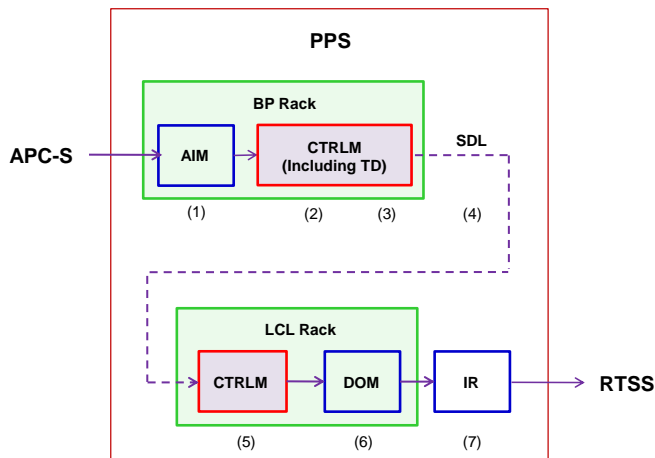 PPS
BP Rack
APC-S
AIM
CTRLM
(Including TD)
SDL
(1)
(2)
(3)
(4)
LCL Rack
CTRLM
DOM
IR
RTSS
(5)
(6)
(7)